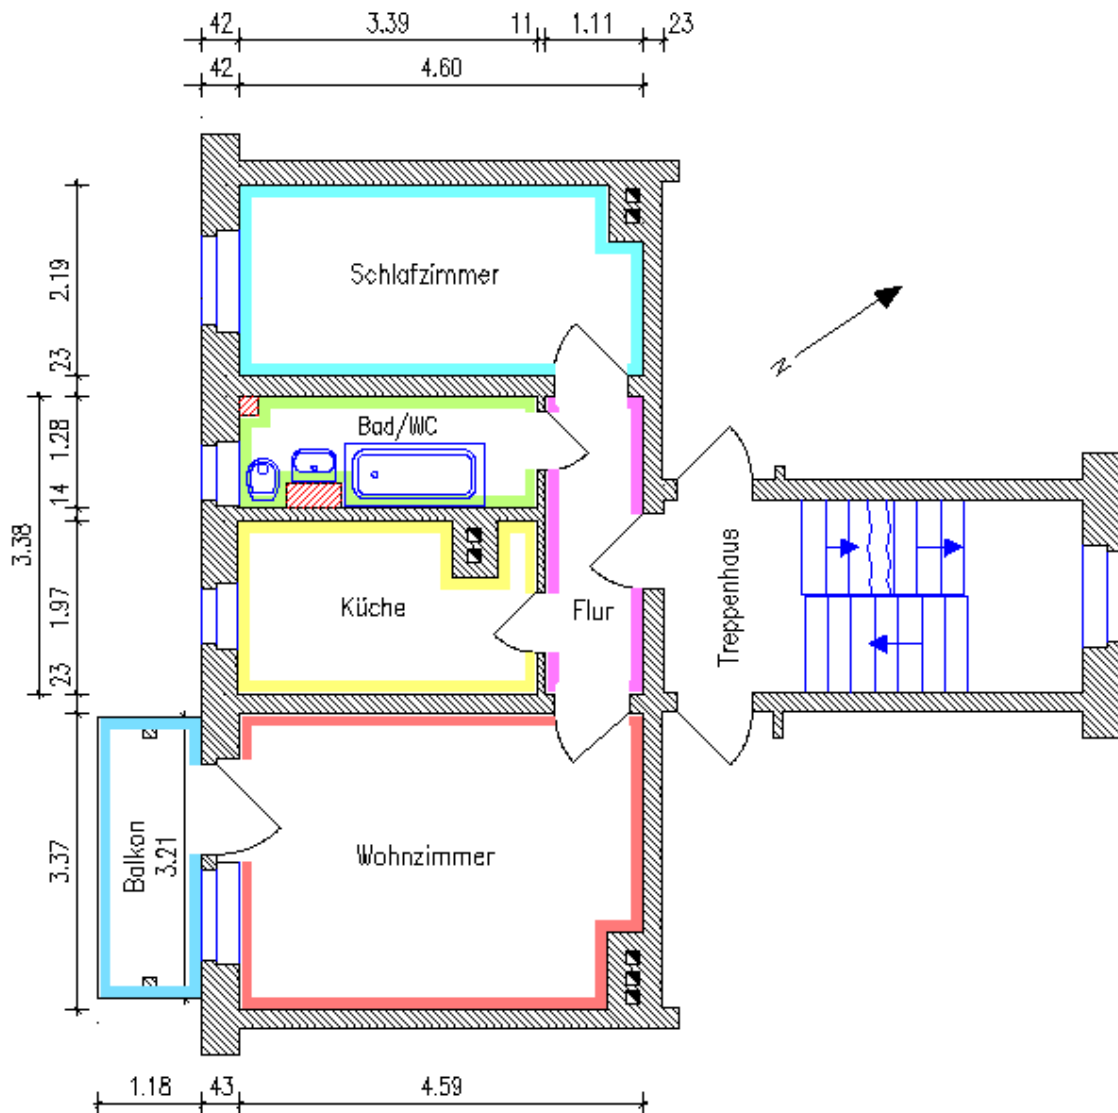 42 3.39 11 1.11 23
42 4.60
2.19
Schlafzimmer
23
N
1.28
Bad/WC
14
3.38
1.97
Küche
Flur
Treppenhaus
23
3.37
Balkon
3.21
Wohnzimmer
1.18 43 4.59